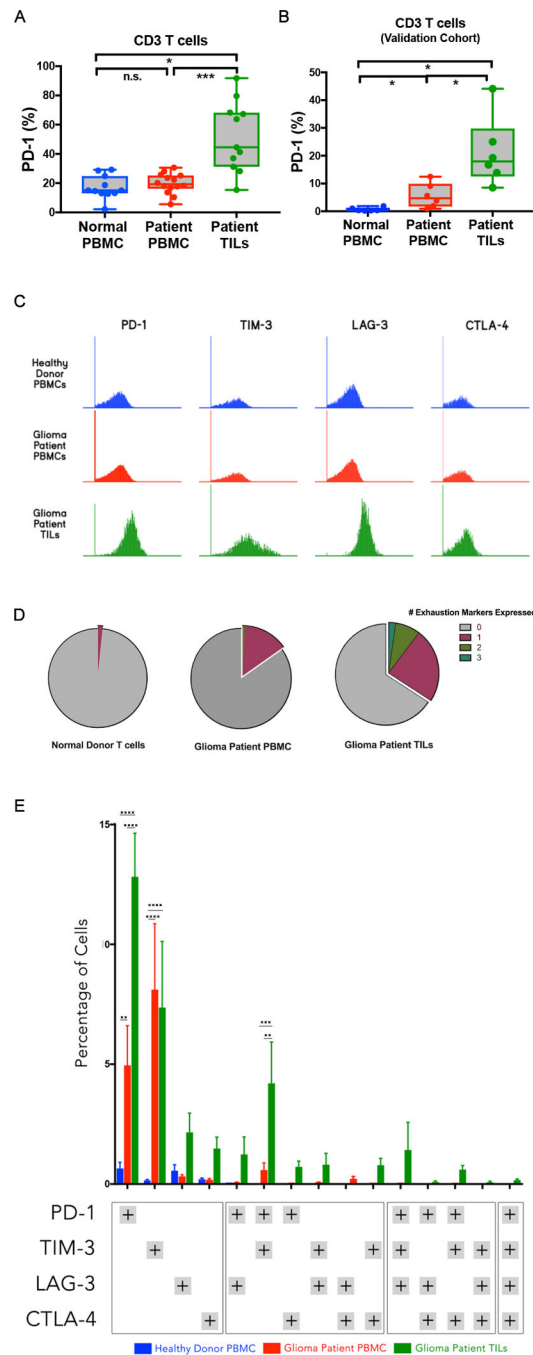 A
CD3 T cells
*
n.s.
***
PD-1 (%)
100
80
60
40
20
0
Normal PBMC
Patient PBMC
Patient TILs
B
CD3 T cells
(Validation Cohort)
*
*
*
PD-1 (%)
50
40
30
20
10
0
Normal PBMC
Patient PBMC
Patient TILs
C
PD-1
TIM-3
LAG-3
CTLA-4
Healthy
Donor
PBMCs
Glioma
Patient
PBMCs
Glioma
Patient
TILs
D
# Exhaustion Markers Expressed
0
1
2
3
Normal Donor T cells
Glioma Patient PBMC
Glioma Patient TILs
E
Percentage of Cells
15
0
5
0
****
****
**
****
****
***
**
PD-1 + + + + + + + +
TIM-3 + + + + + + + +
LAG-3 + + + + + + + +
CTLA-4 + + + + + + + +
Healthy Donor PBMC
Glioma Patient PBMC
Glioma Patient TILs